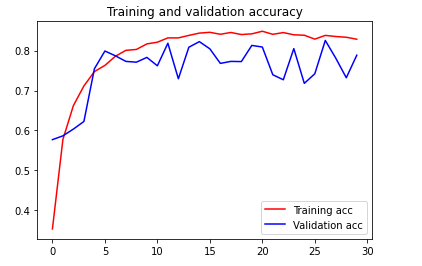 Training and validation accuracy
0.8
0.7
0.6
0.5
0.4
Training acc
Validation acc
0 5 10 15 20 25 30